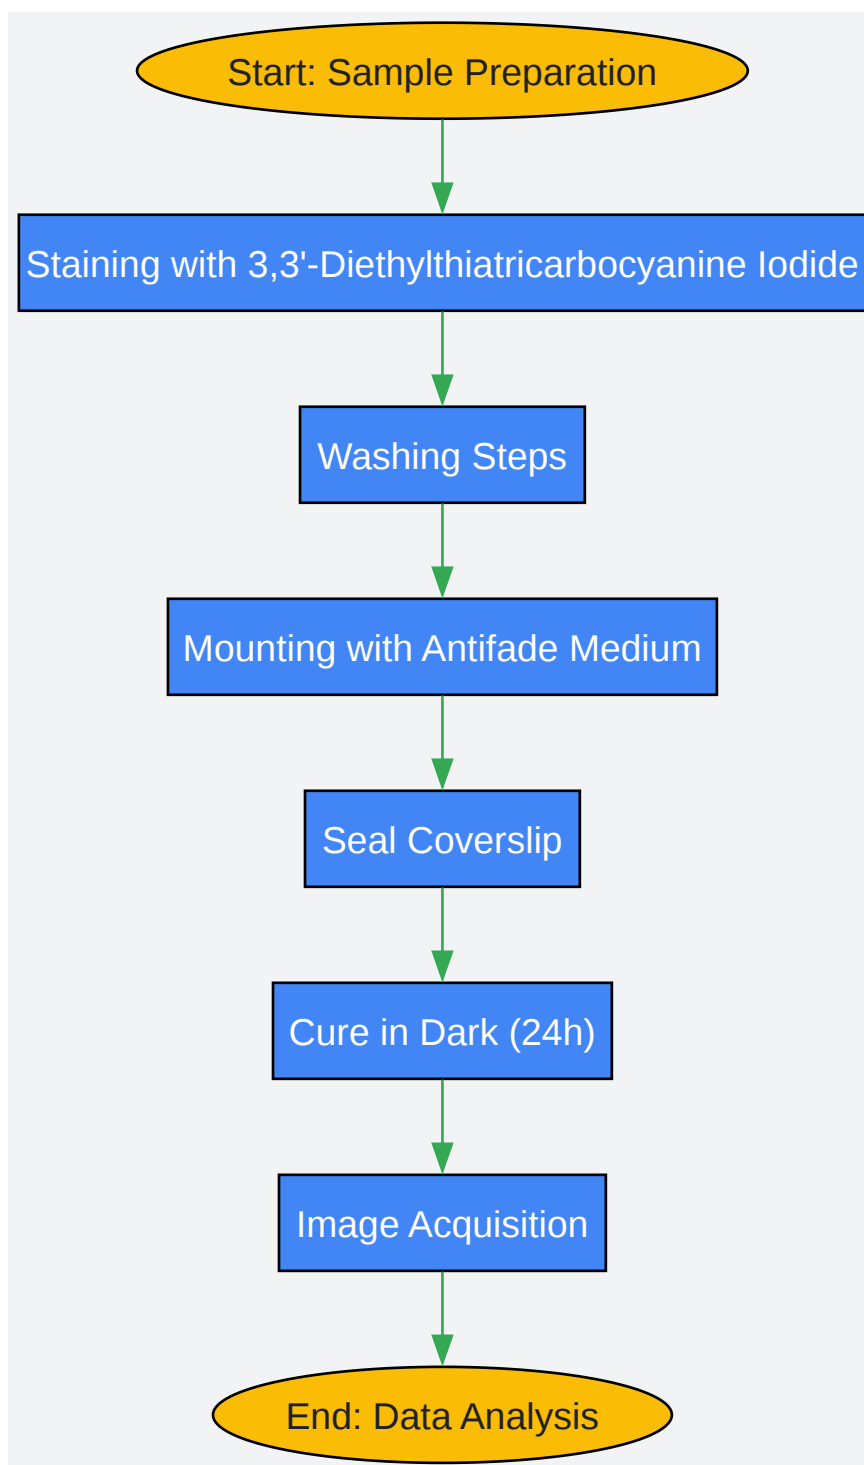 Start: Sample Preparation
Staining with 3,3'-Diethylthiatricarbocyanine Iodide
Washing Steps
Mounting with Antifade Medium
Seal Coverslip
Cure in Dark (24h)
Image Acquisition
End: Data Analysis